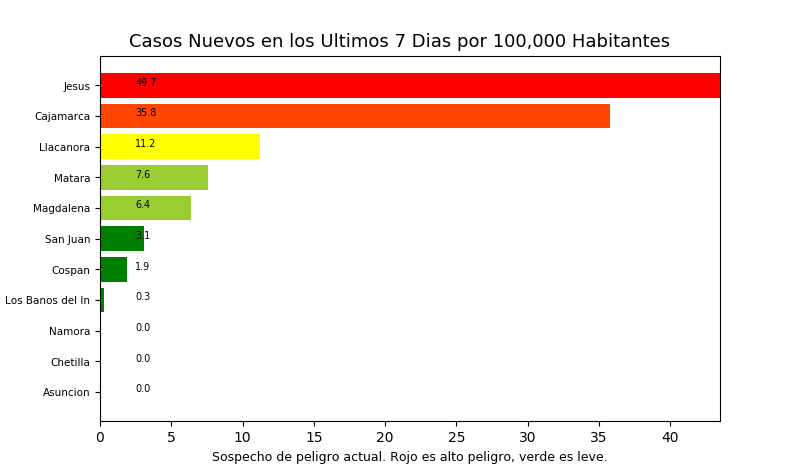 Casos Nuevos en los Ultimos 7 Dias por 100,000 Habitantes
Jesus 49.7
Cajamarca 35.8
Llacanora 11.2
Matara 7.6
Magdalena 6.4
San Juan 3.1
Cospan 1.9
Los Banos del In 0.3
Namora 0.0
Chetilla 0.0
Asuncion 0.0
0 5 10 15 20 25 30 35 40
Sospecho de peligro actual. Rojo es alto peligro, verde es leve.